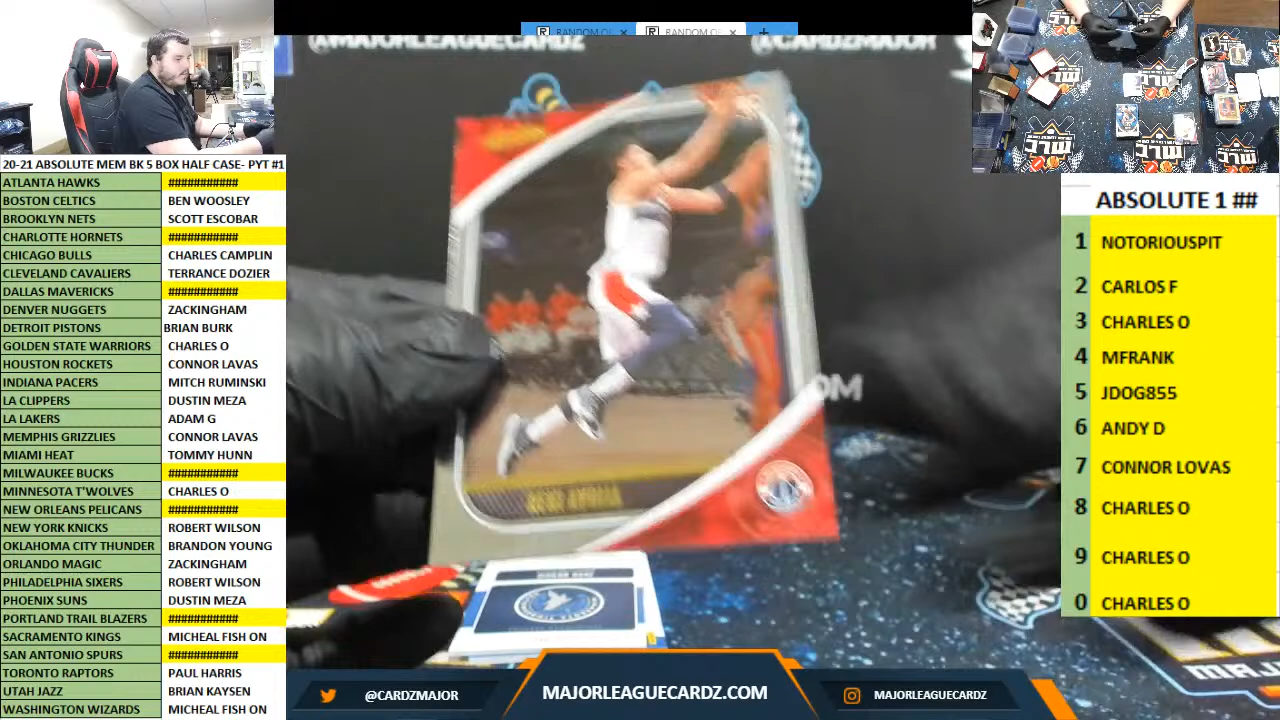 RANDOM.O
RANDOM.O
@MAJORLEAGUECARDZ
@CARDZMAJOR
20-21 ABSOLUTE MEM BK 5 BOX HALF CASE- PYT #1
ATLANTA HAWKS ###########
BOSTON CELTICS BEN WOOSLEY
BROOKLYN NETS SCOTT ESCOBAR
CHARLOTTE HORNETS ###########
CHICAGO BULLS CHARLES CAMPLIN
CLEVELAND CAVALIERS TERRANCE DOZIER
DALLAS MAVERICKS ###########
DENVER NUGGETS ZACKINGHAM
DETROIT PISTONS BRIAN BURK
GOLDEN STATE WARRIORS CHARLES O
HOUSTON ROCKETS CONNOR LAVAS
INDIANA PACERS MITCH RUMINSKI
LA CLIPPERS DUSTIN MEZA
LA LAKERS ADAM G
MEMPHIS GRIZZLIES CONNOR LAVAS
MIAMI HEAT TOMMY HUNN
MILWAUKEE BUCKS ###########
MINNESOTA T'WOLVES CHARLES O
NEW ORLEANS PELICANS ###########
NEW YORK KNICKS ROBERT WILSON
OKLAHOMA CITY THUNDER BRANDON YOUNG
ORLANDO MAGIC ZACKINGHAM
PHILADELPHIA SIXERS ROBERT WILSON
PHOENIX SUNS DUSTIN MEZA
PORTLAND TRAIL BLAZERS ###########
SACRAMENTO KINGS MICHEAL FISH ON
SAN ANTONIO SPURS ###########
TORONTO RAPTORS PAUL HARRIS
UTAH JAZZ BRIAN KAYSEN
WASHINGTON WIZARDS MICHEAL FISH ON
OM
ABSOLUTE 1 ##
1 NOTORIOUSPIT
2 CARLOS F
3 CHARLES O
4 MFRANK
5 JDOG855
6 ANDY D
7 CONNOR LOVAS
8 CHARLES O
9 CHARLES O
0 CHARLES O
@CARDZMAJOR
MAJORLEAGUECARDZ.COM
MAJORLEAGUECARDZ